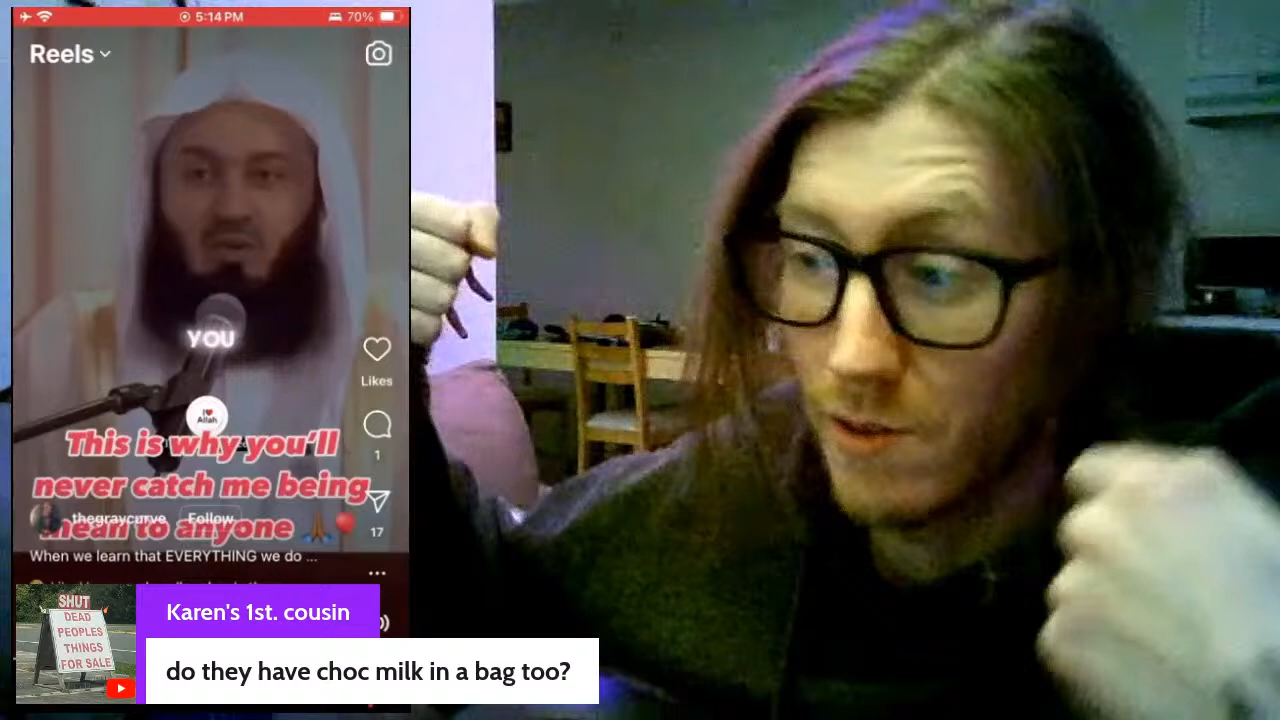 5:14 PM
70%
Reels
YOU
I ❤ Allah
This is why you'll
never catch me being
mean to anyone 🙏🏾🎈
thegraycurve Follow
Likes
1
17
When we learn that EVERYTHING we do ...
SHUT
DEAD
PEOPLES
THINGS
FOR SALE
Karen's 1st. cousin
do they have choc milk in a bag too?